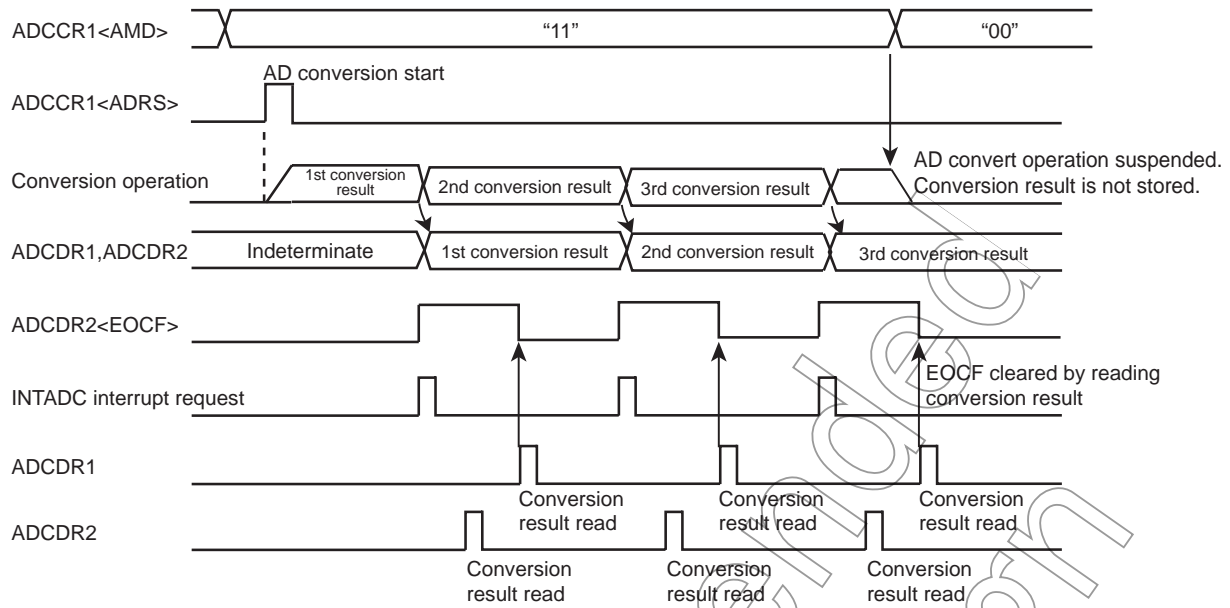 ADCCR1<AMD>
“11”
“00”
AD conversion start
ADCCR1<ADRS>
Conversion operation
1st conversion
result
2nd conversion result
3rd conversion result
AD convert operation suspended.
Conversion result is not stored.
ADCDR1,ADCDR2
Indeterminate
1st conversion result
2nd conversion result
3rd conversion result
ADCDR2<EOCF>
EOCF cleared by reading
conversion result
INTADC interrupt request
ADCDR1
Conversion
result read
Conversion
result read
Conversion
result read
ADCDR2
Conversion
result read
Conversion
result read
Conversion
result read